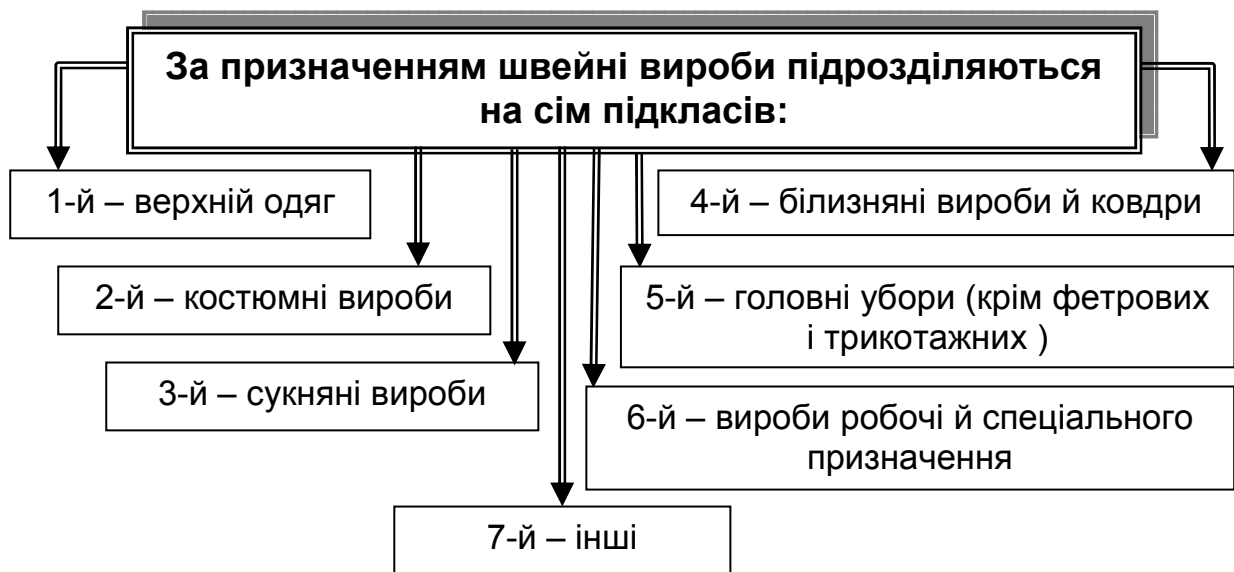 За призначенням швейні вироби підрозділяються
на сім підкласів:
1-й – верхній одяг
2-й – костюмні вироби
3-й – сукняні вироби
4-й – білизняні вироби й ковдри
5-й – головні убори (крім фетрових
і трикотажних )
6-й – вироби робочі й спеціального
призначення
7-й – інші